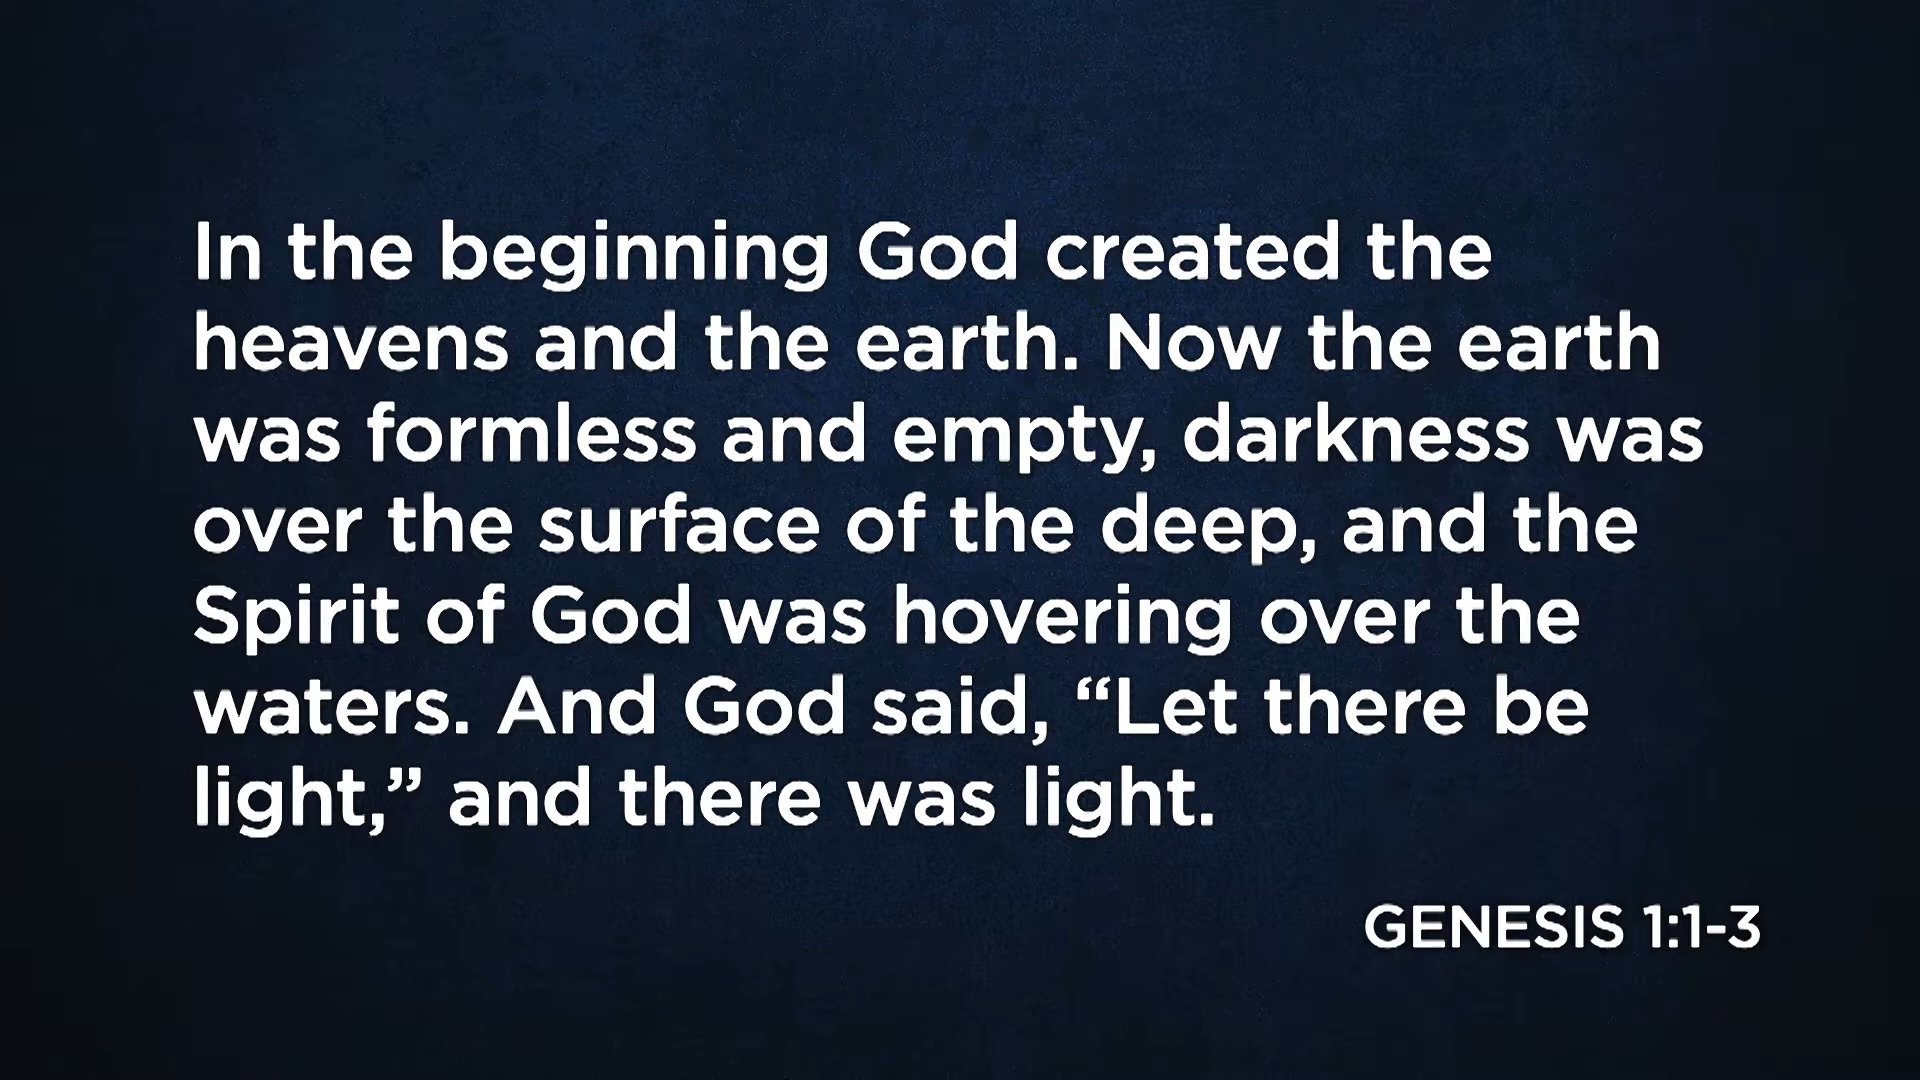 In the beginning God created the
heavens and the earth. Now the earth
was formless and empty, darkness was
over the surface of the deep, and the
Spirit of God was hovering over the
waters. And God said, “Let there be
light,” and there was light.
GENESIS 1:1-3